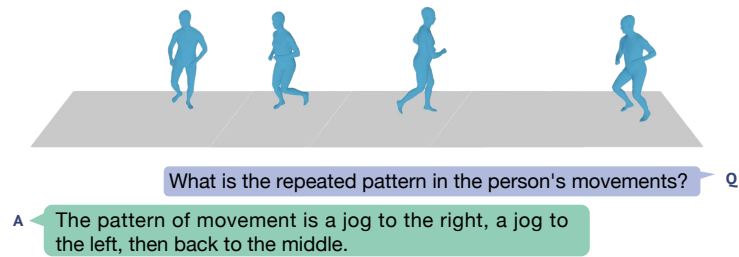 What is the repeated pattern in the person's movements?
Q
A
The pattern of movement is a jog to the right, a jog to
the left, then back to the middle.